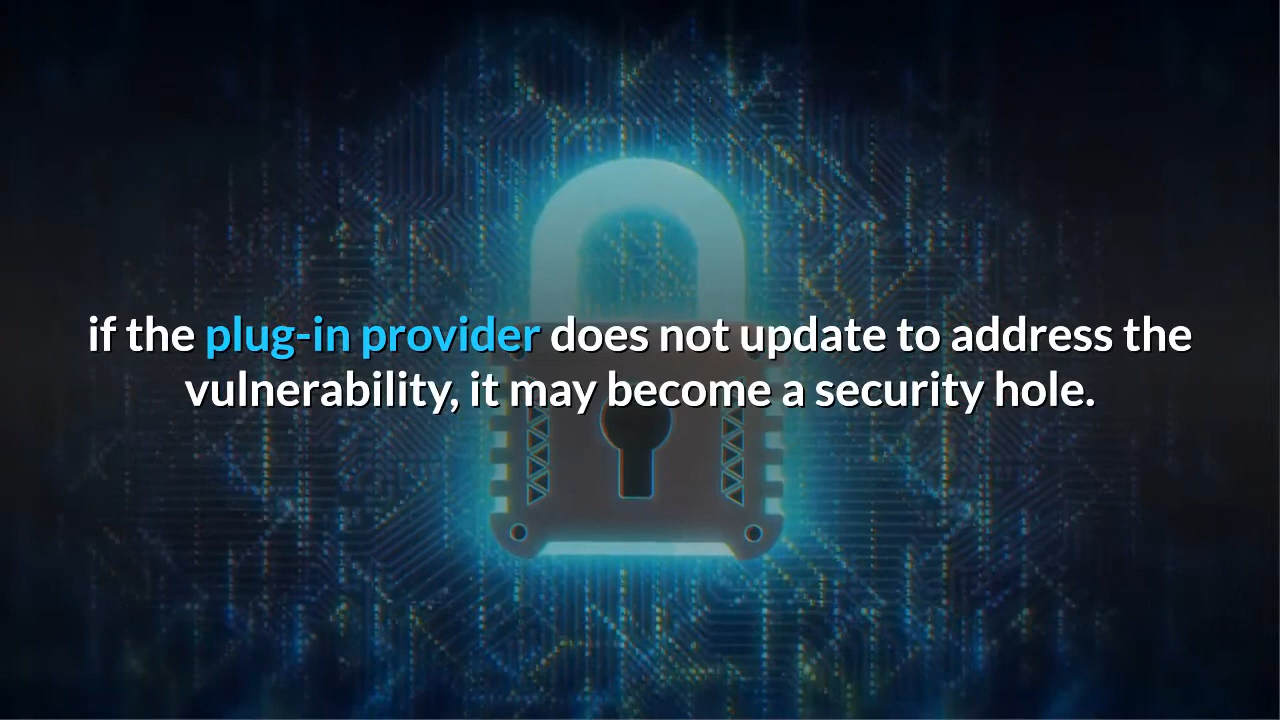 if the plug-in provider does not update to address the
vulnerability, it may become a security hole.